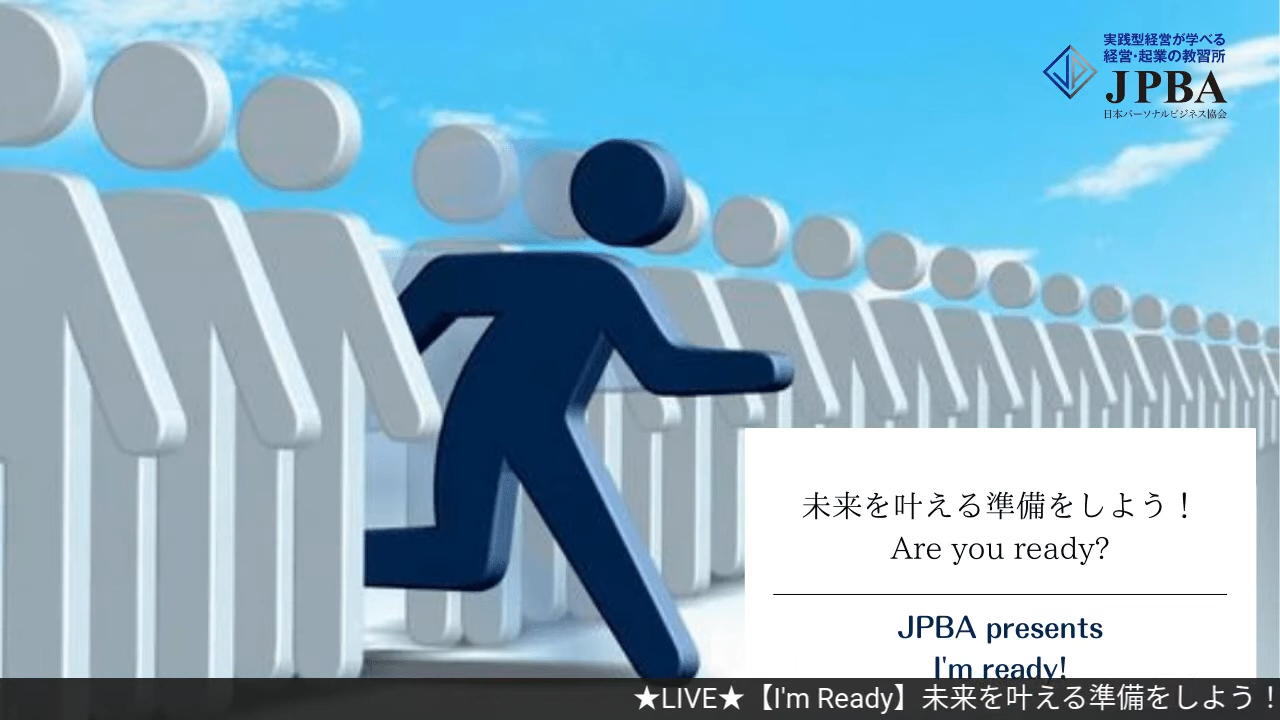 実践型経営が学べる
経営・起業の教習所
JPBA
日本パーソナルビジネス協会
未来を叶える準備をしよう！
Are you ready?
JPBA presents
I'm ready!
★LIVE★【I'm Ready】未来を叶える準備をしよう！